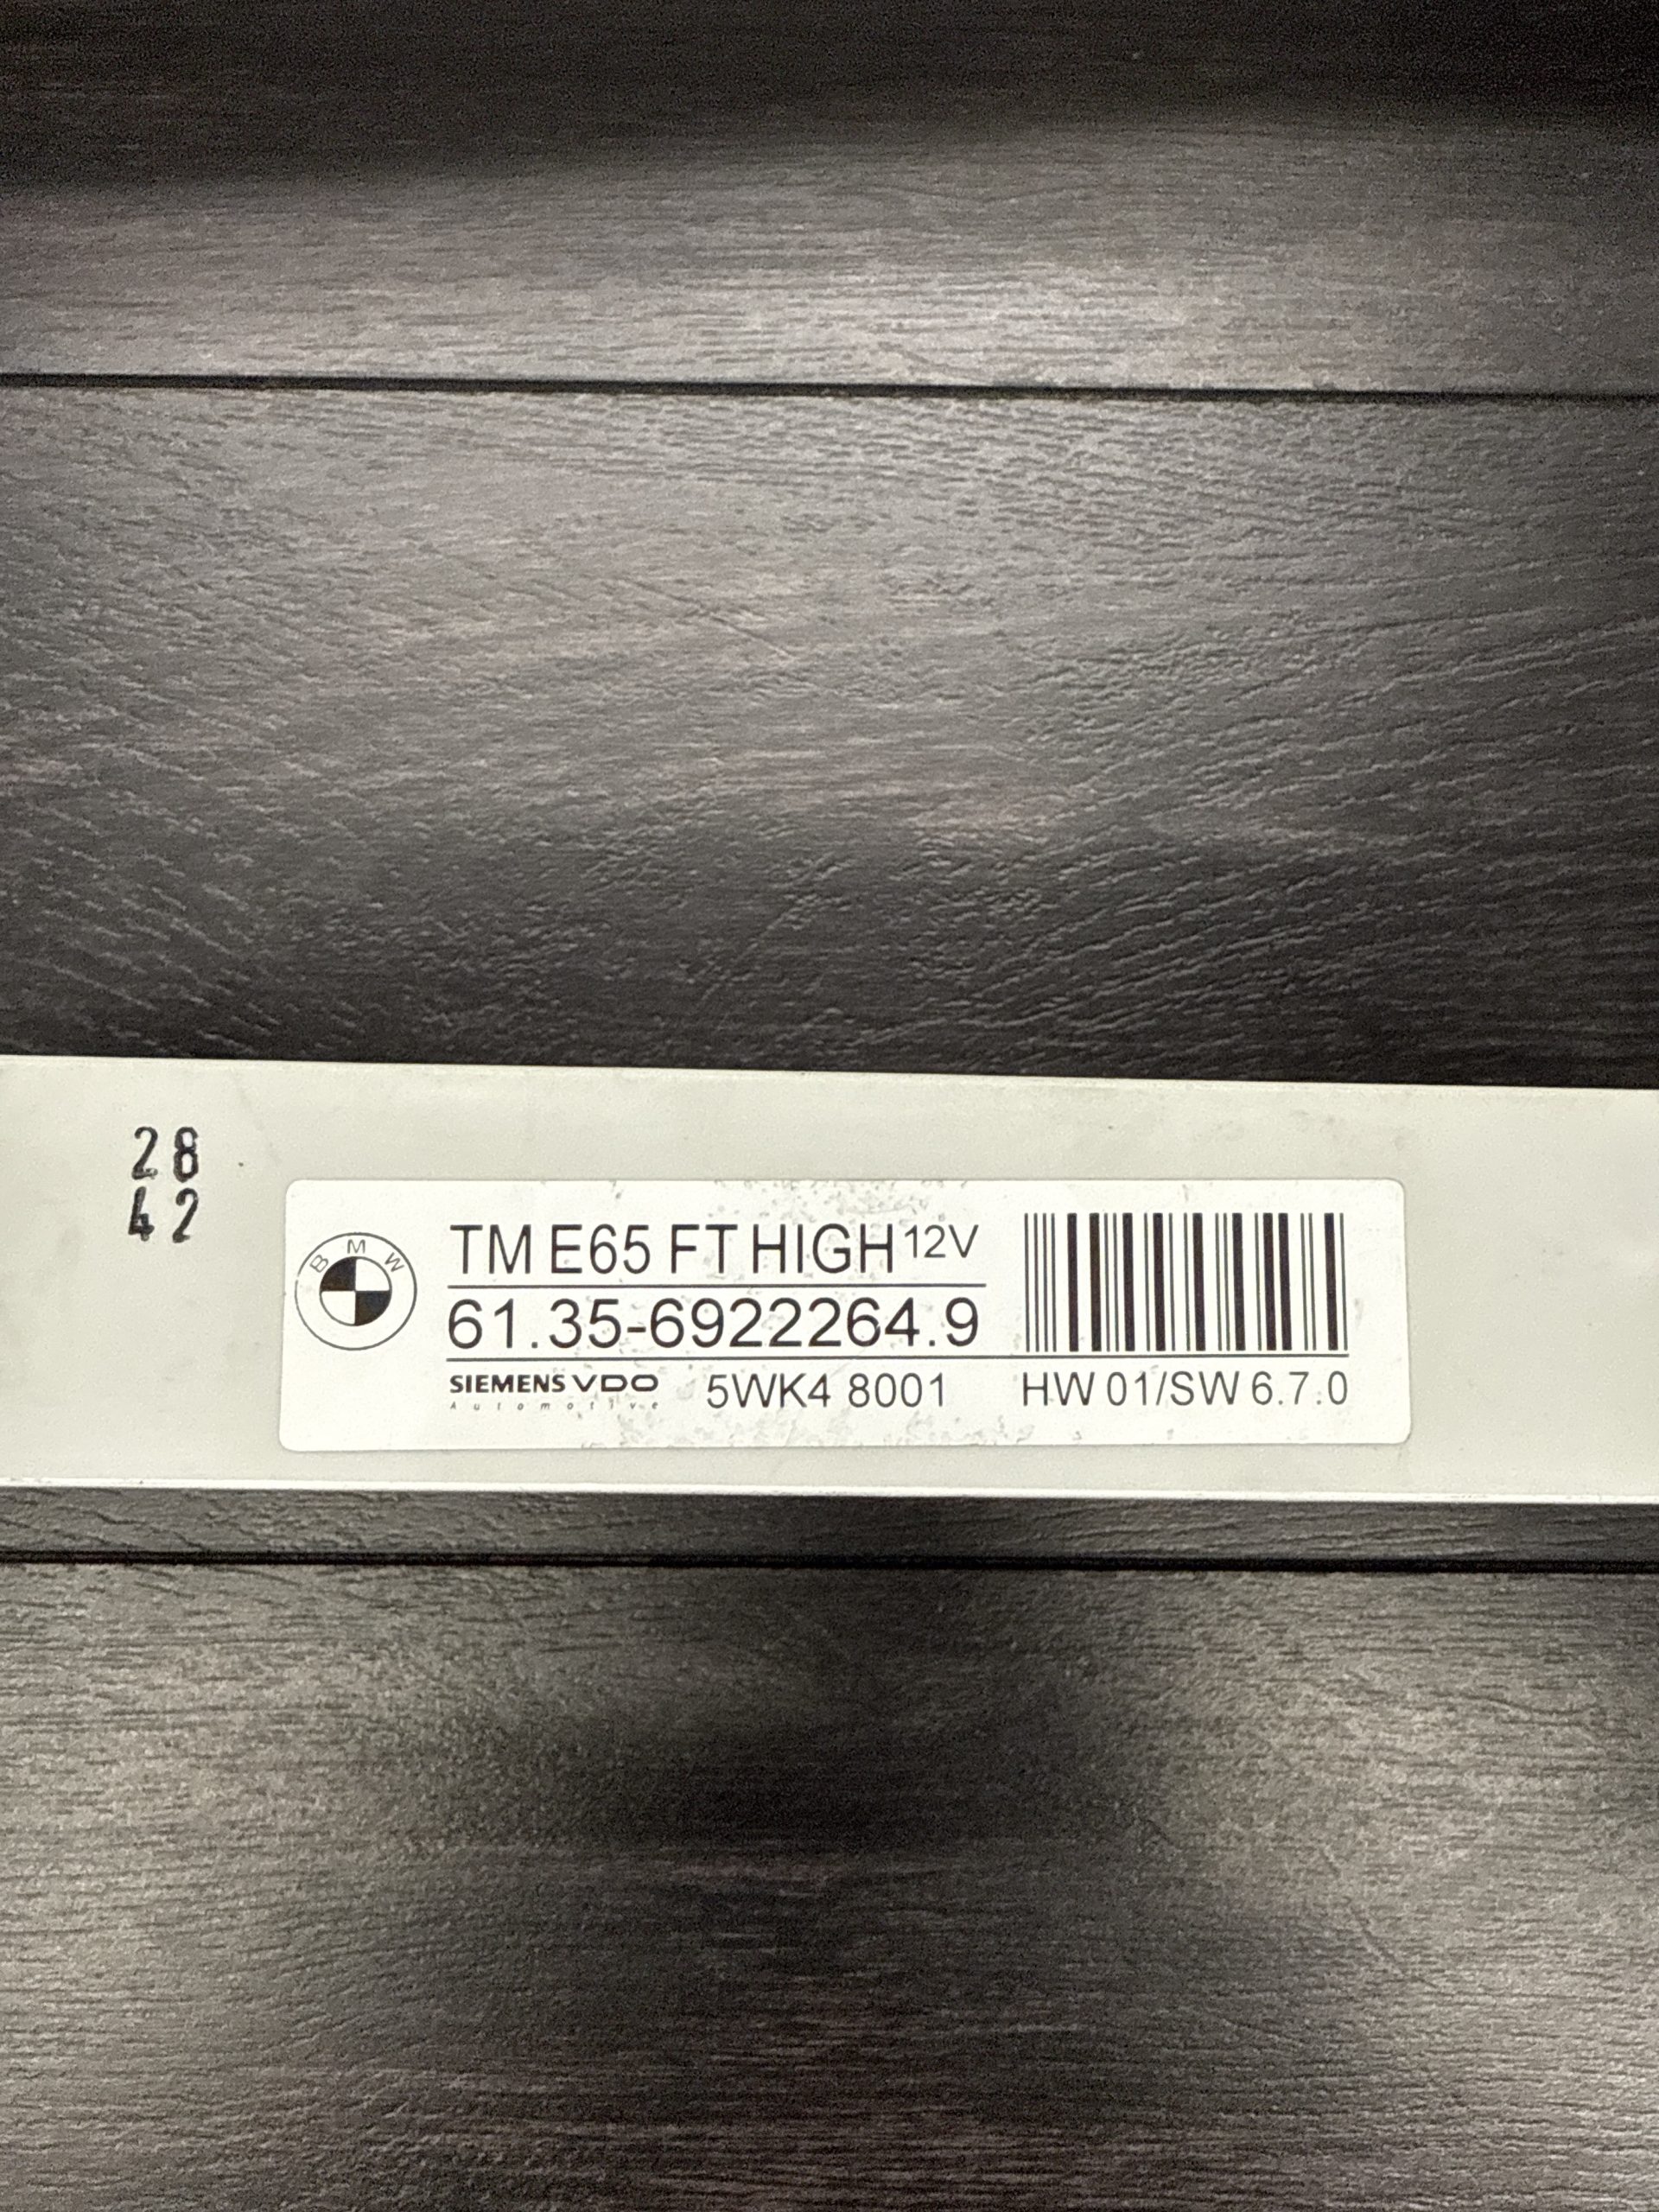 28
42
BMW
TM E65 FT HIGH 12V
61.35-6922264.9
SIEMENS VDO
Automotive
5WK4 8001
HW 01/SW 6.7.0